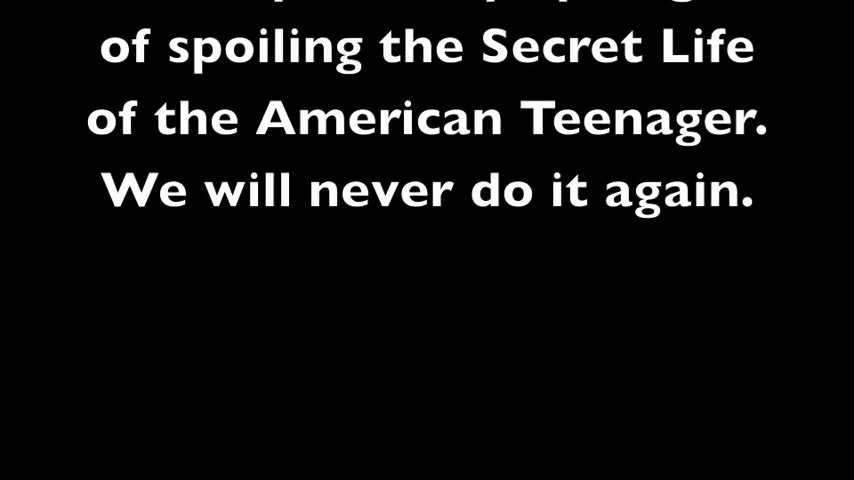 of spoiling the Secret Life
of the American Teenager.
We will never do it again.